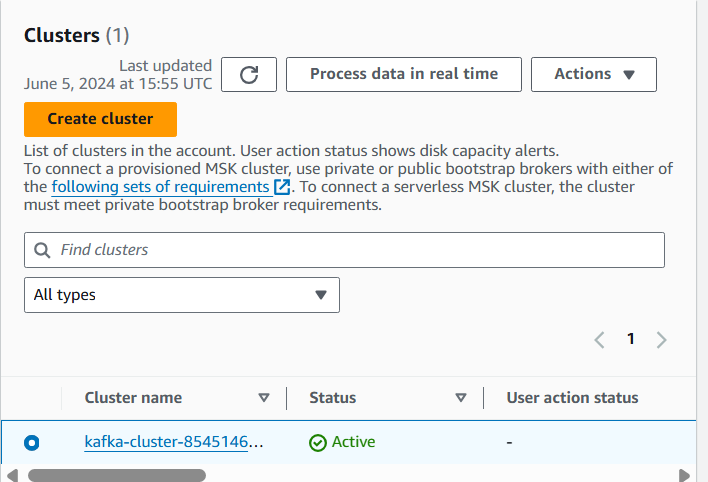 Clusters (1)
Last updated
June 5, 2024 at 15:55 UTC
Process data in real time
Actions
Create cluster
List of clusters in the account. User action status shows disk capacity alerts.
To connect a provisioned MSK cluster, use private or public bootstrap brokers with either of
the following sets of requirements. To connect a serverless MSK cluster, the cluster
must meet private bootstrap broker requirements.
Find clusters
All types
1
Cluster name Status User action status
kafka-cluster-8545146... Active -